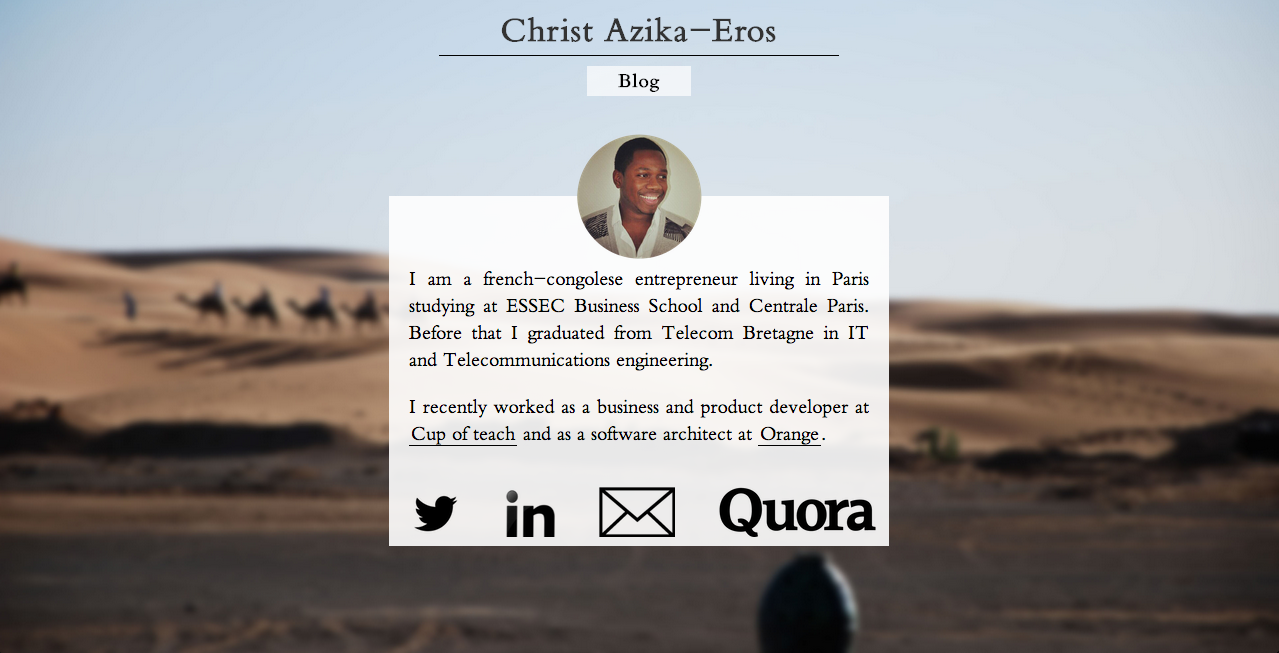 Christ Azika–Eros
Blog
I am a french–congolese entrepreneur living in Paris
studying at ESSEC Business School and Centrale Paris.
Before that I graduated from Telecom Bretagne in IT
and Telecommunications engineering.
I recently worked as a business and product developer at
Cup of teach and as a software architect at Orange.
in Quora